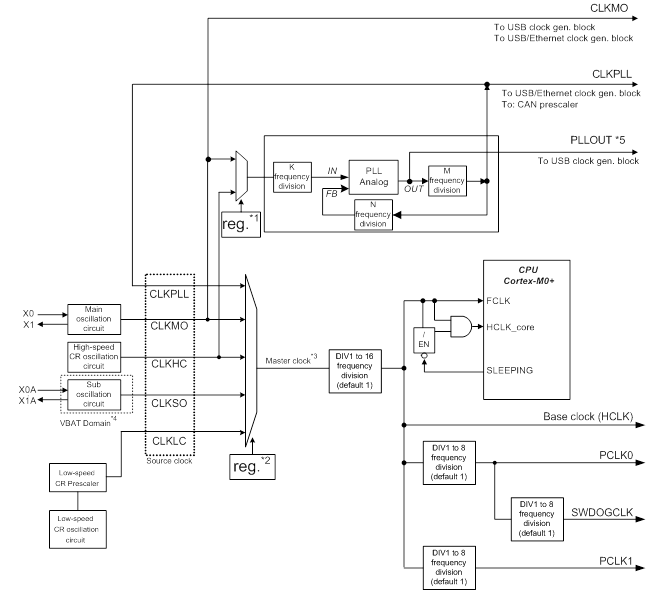 CLKMO
To USB clock gen. block
To USB/Ethernet clock gen. block
CLKPLL
To USB/Ethernet clock gen. block
To: CAN prescaler
PLLOUT *5
To USB clock gen. block
K
frequency
division
IN
FB
PLL
Analog
OUT
M
frequency
division
N
frequency
division
reg.*1
CPU
Cortex-M0+
FCLK
HCLK_core
SLEEPING
/
EN
X0
X1
Main
oscillation
circuit
High-speed
CR oscillation
circuit
X0A
X1A
Sub
oscillation
circuit
VBAT Domain*4
Low-speed
CR Prescaler
Low-speed
CR oscillation
circuit
CLKPLL
CLKMO
CLKHC
CLKSO
CLKLC
Source clock
reg.*2
Master clock*3
DIV1 to 16
frequency
division
(default 1)
Base clock (HCLK)
DIV1 to 8
frequency
division
(default 1)
PCLK0
DIV1 to 8
frequency
division
(default 1)
SWDOGCLK
DIV1 to 8
frequency
division
(default 1)
PCLK1